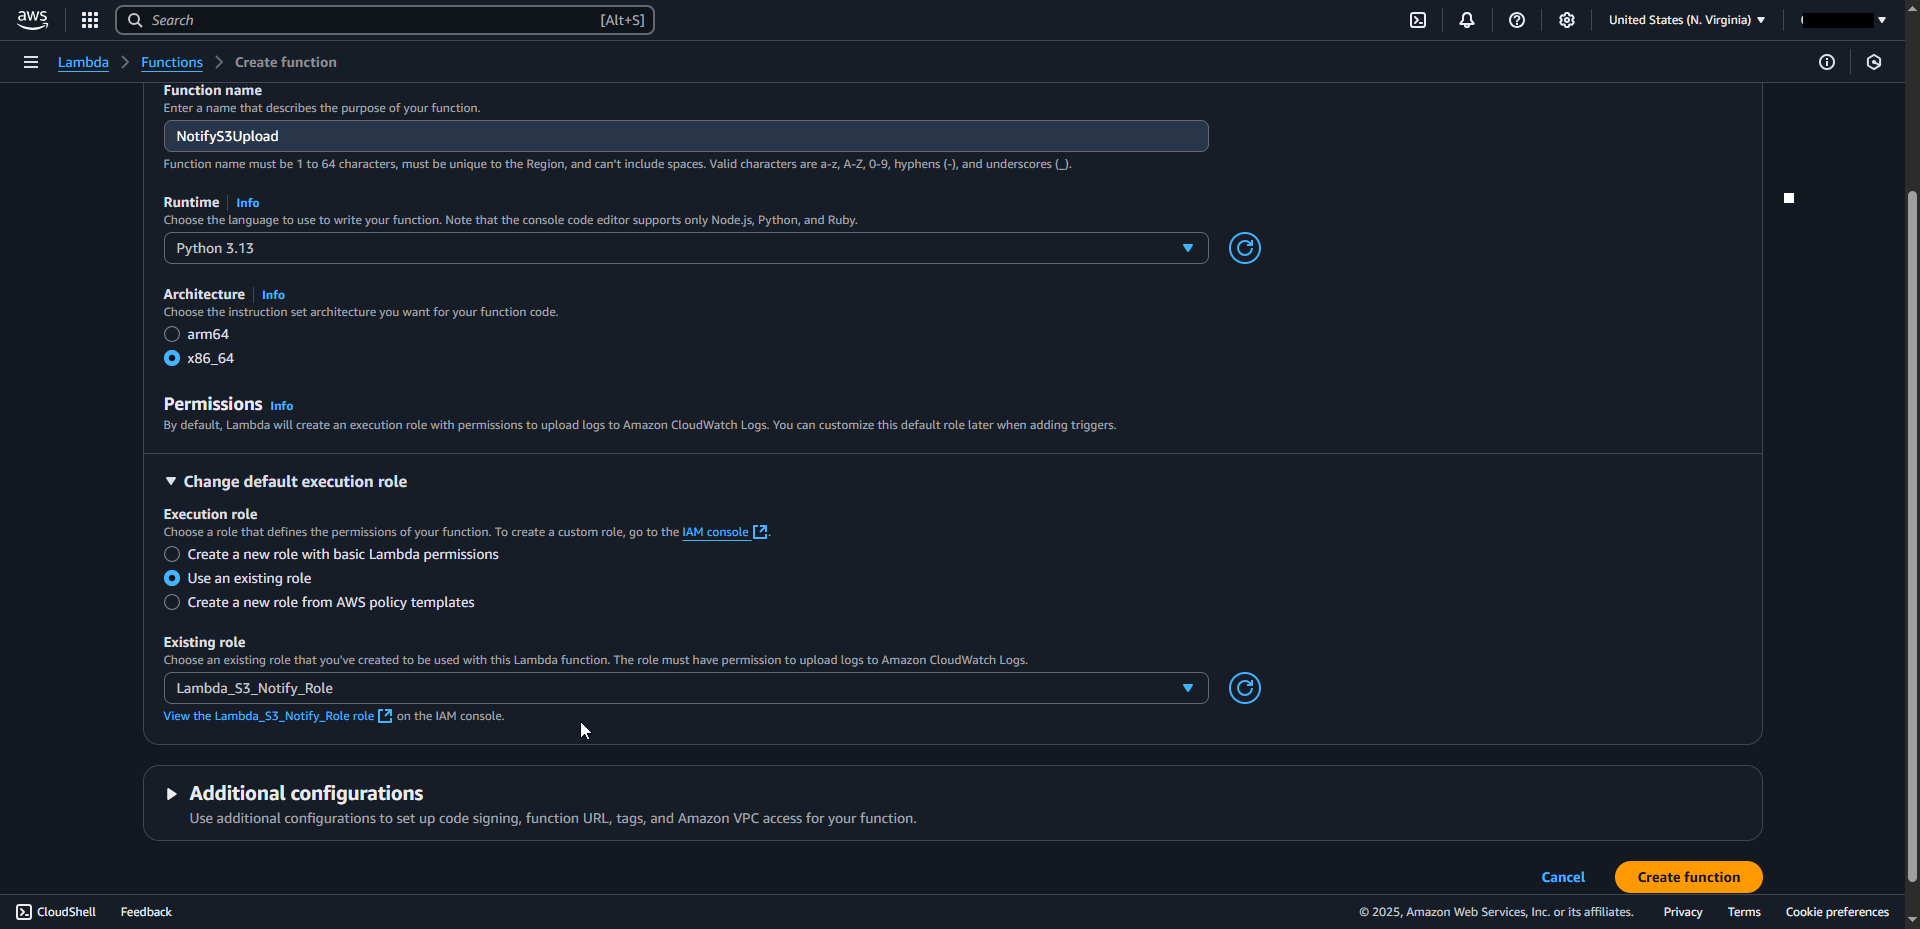 aws
Search [Alt+S]
United States (N. Virginia)
Lambda Functions Create function
Function name
Enter a name that describes the purpose of your function.
NotifyS3Upload
Function name must be 1 to 64 characters, must be unique to the Region, and can't include spaces. Valid characters are a-z, A-Z, 0-9, hyphens (-), and underscores (_).
Runtime Info
Choose the language to use to write your function. Note that the console code editor supports only Node.js, Python, and Ruby.
Python 3.13
Architecture Info
Choose the instruction set architecture you want for your function code.
arm64
x86_64
Permissions Info
By default, Lambda will create an execution role with permissions to upload logs to Amazon CloudWatch Logs. You can customize this default role later when adding triggers.
Change default execution role
Execution role
Choose a role that defines the permissions of your function. To create a custom role, go to the IAM console.
Create a new role with basic Lambda permissions
Use an existing role
Create a new role from AWS policy templates
Existing role
Choose an existing role that you've created to be used with this Lambda function. The role must have permission to upload logs to Amazon CloudWatch Logs.
Lambda_S3_Notify_Role
View the Lambda_S3_Notify_Role role on the IAM console.
Additional configurations
Use additional configurations to set up code signing, function URL, tags, and Amazon VPC access for your function.
Cancel Create function
CloudShell Feedback © 2025, Amazon Web Services, Inc. or its affiliates. Privacy Terms Cookie preferences